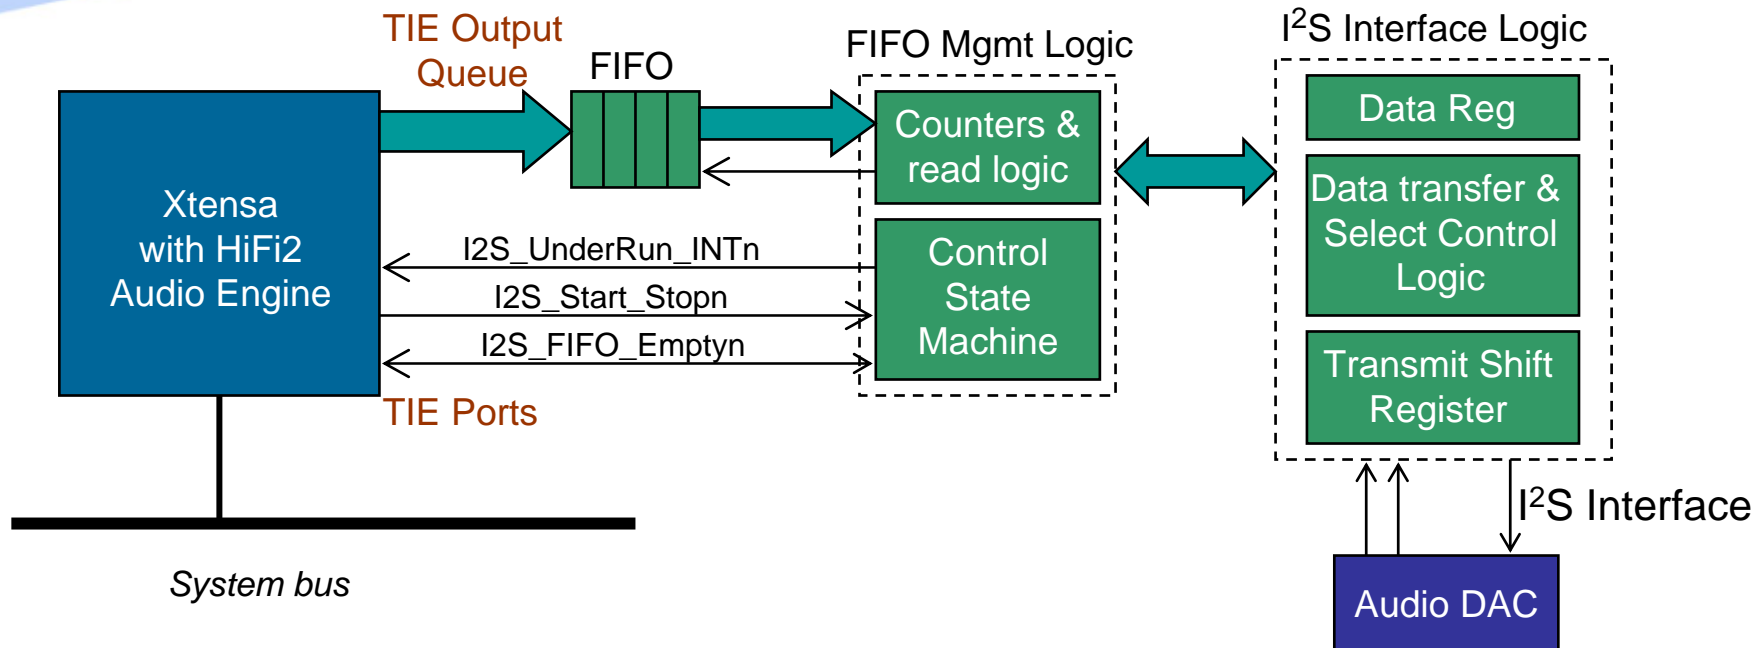 TIE Output
Queue
FIFO
FIFO Mgmt Logic
I²S Interface Logic
Xtensa
with HiFi2
Audio Engine
Counters &
read logic
Data Reg
Data transfer &
Select Control
Logic
I2S_UnderRun_INTn
I2S_Start_Stopn
I2S_FIFO_Emptyn
Control
State
Machine
Transmit Shift
Register
TIE Ports
I²S Interface
System bus
Audio DAC